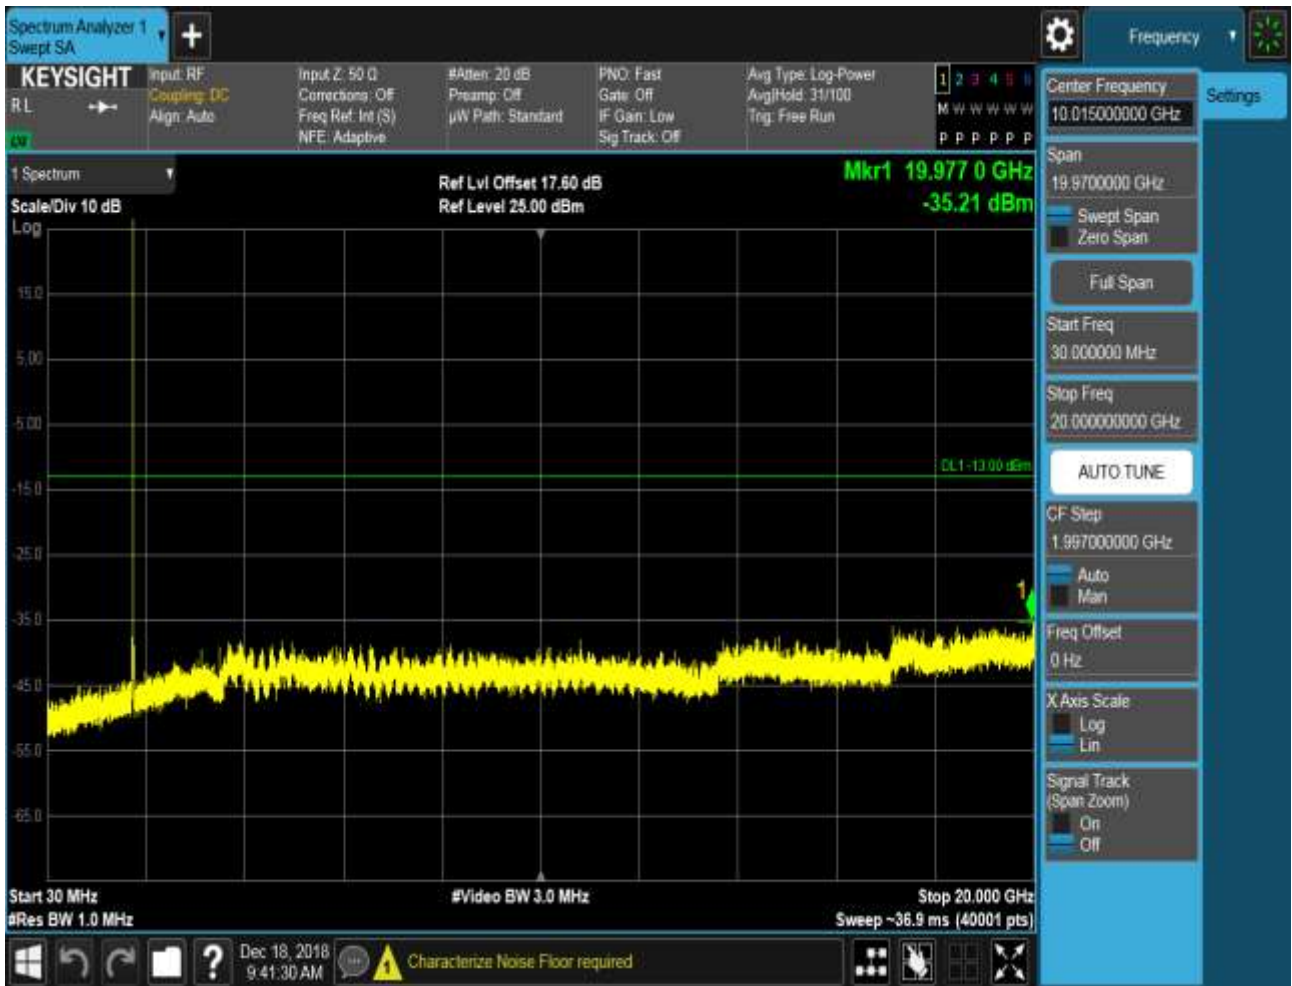 Spectrum Analyzer 1
Swept SA
Frequency
KEYSIGHT
RL
Input: RF
Coupling: DC
Align: Auto
Input Z: 50 Ω
Corrections: Off
Freq Ref: Int (S)
NFE: Adaptive
#Atten: 20 dB
Preamp: Off
µW Path: Standard
PNO: Fast
Gate: Off
IF Gain: Low
Sig Track: Off
Avg Type: Log-Power
Avg|Hold: 31/100
Trig: Free Run
1 2 3 4 5 6
M W W W W W
P P P P P P
Center Frequency
10.015000000 GHz
Settings
Span
19.9700000 GHz
Swept Span
Zero Span
Full Span
Start Freq
30.000000 MHz
Stop Freq
20.000000000 GHz
AUTO TUNE
CF Step
1.997000000 GHz
Auto
Man
Freq Offset
0 Hz
X Axis Scale
Log
Lin
Signal Track
(Span Zoom)
On
Off
1 Spectrum
Scale/Div 10 dB
Log
Ref Lvl Offset 17.60 dB
Ref Level 25.00 dBm
Mkr1 19.977 0 GHz
-35.21 dBm
15.0
5.00
-5.00
DL1 -13.00 dBm
-15.0
-25.0
1
-35.0
-45.0
-55.0
-65.0
Start 30 MHz
#Video BW 3.0 MHz
Stop 20.000 GHz
#Res BW 1.0 MHz
Sweep ~36.9 ms (40001 pts)
?
Dec 18, 2018
9:41:30 AM
1
Characterize Noise Floor required